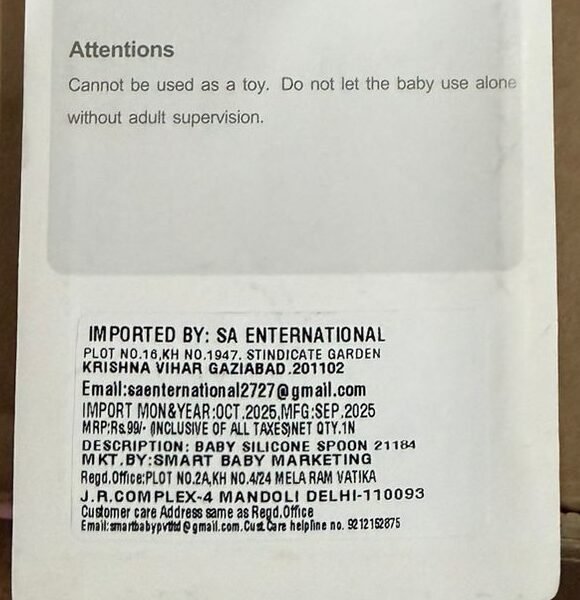 Attentions
Cannot be used as a toy. Do not let the baby use alone
without adult supervision.
IMPORTED BY: SA ENTERNATIONAL
PLOT NO.16,KH NO.1947. STINDICATE GARDEN
KRISHNA VIHAR GAZIABAD.201102
Email:saenternational2727@gmail.com
IMPORT MON&YEAR:OCT.2025,MFG:SEP.2025
MRP:Rs.99/- (INCLUSIVE OF ALL TAXES)NET QTY.1N
DESCRIPTION: BABY SILICONE SPOON 21184
MKT.BY:SMART BABY MARKETING
Regd,Office:PLOT NO.2A,KH NO.4/24 MELA RAM VATIKA
J.R.COMPLEX-4 MANDOLI DELHI-110093
Customer care Address same as Regd.Office
Email:smartbabypvtltd@gmail.com.Cust.Care helpline no. 9212152875